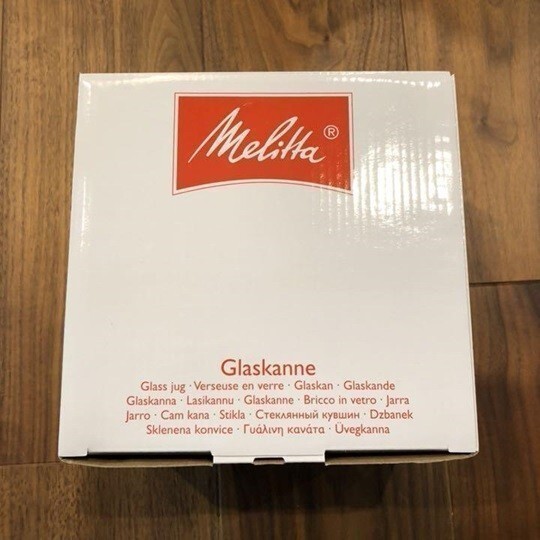 Melitta®
Glaskanne
Glass jug · Verseuse en verre · Glaskan · Glaskande
Glaskanna · Lasikannu · Glaskanne · Bricco in vetro · Jarra
Jarro · Cam kana · Stikla · Стеклянный кувшин · Dzbanek
Sklenena konvice · Γυάλινη κανάτα · Üvegkanna